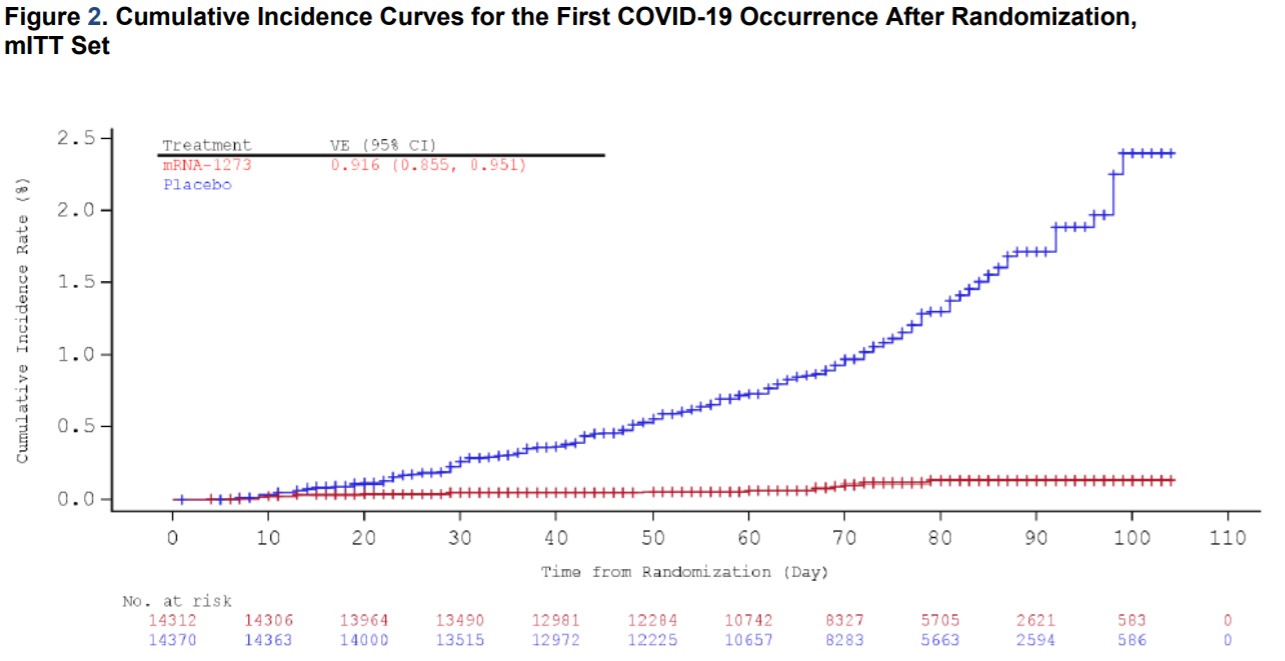 Figure 2. Cumulative Incidence Curves for the First COVID-19 Occurrence After Randomization,
mITT Set
Treatment VE (95% CI)
mRNA-1273 0.916 (0.855, 0.951)
Placebo
Cumulative Incidence Rate (%)
2.5
2.0
1.5
1.0
0.5
0.0
0 10 20 30 40 50 60 70 80 90 100 110
Time from Randomization (Day)
No. at risk
14312 14306 13964 13490 12981 12284 10742 8327 5705 2621 583 0
14370 14363 14000 13515 12972 12225 10657 8283 5663 2594 586 0